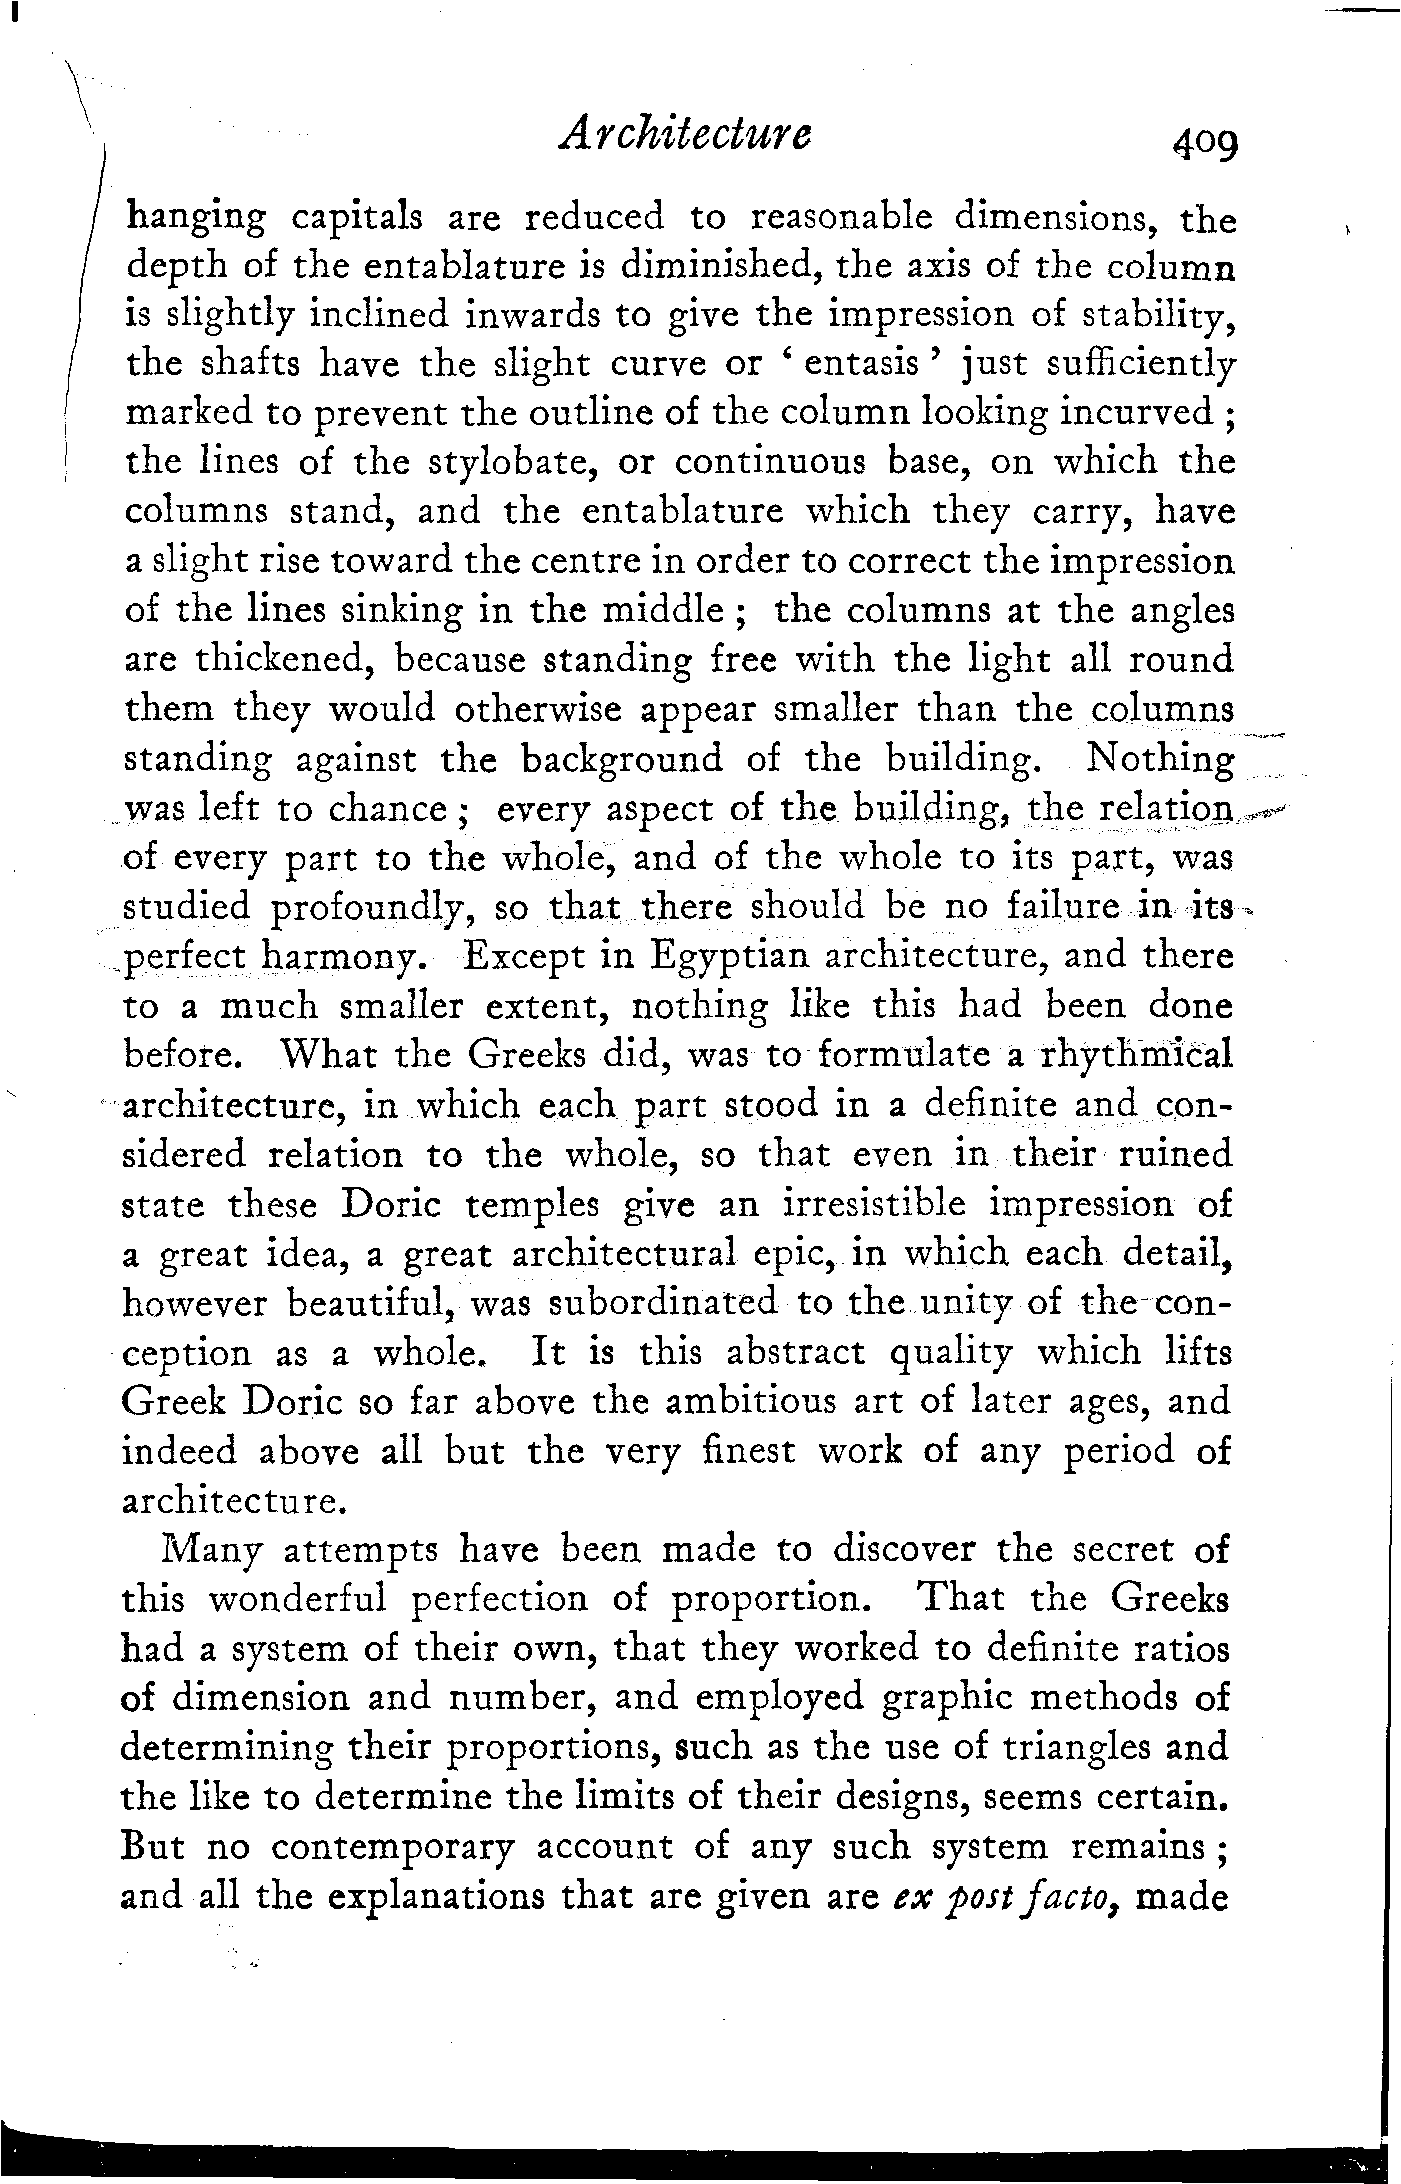 Architecture 409
hanging capitals are reduced to reasonable dimensions, the
depth of the entablature is diminished, the axis of the column
is slightly inclined inwards to give the impression of stability,
the shafts have the slight curve or ‘ entasis ’ just sufficiently
marked to prevent the outline of the column looking incurved ;
the lines of the stylobate, or continuous base, on which the
columns stand, and the entablature which they carry, have
a slight rise toward the centre in order to correct the impression
of the lines sinking in the middle ; the columns at the angles
are thickened, because standing free with the light all round
them they would otherwise appear smaller than the columns
standing against the background of the building. Nothing
was left to chance ; every aspect of the building, the relation
of every part to the whole, and of the whole to its part, was
studied profoundly, so that there should be no failure in its
perfect harmony. Except in Egyptian architecture, and there
to a much smaller extent, nothing like this had been done
before. What the Greeks did, was to formulate a rhythmical
architecture, in which each part stood in a definite and con-
sidered relation to the whole, so that even in their ruined
state these Doric temples give an irresistible impression of
a great idea, a great architectural epic, in which each detail,
however beautiful, was subordinated to the unity of the con-
ception as a whole. It is this abstract quality which lifts
Greek Doric so far above the ambitious art of later ages, and
indeed above all but the very finest work of any period of
architecture.
Many attempts have been made to discover the secret of
this wonderful perfection of proportion. That the Greeks
had a system of their own, that they worked to definite ratios
of dimension and number, and employed graphic methods of
determining their proportions, such as the use of triangles and
the like to determine the limits of their designs, seems certain.
But no contemporary account of any such system remains ;
and all the explanations that are given are ex post facto, made